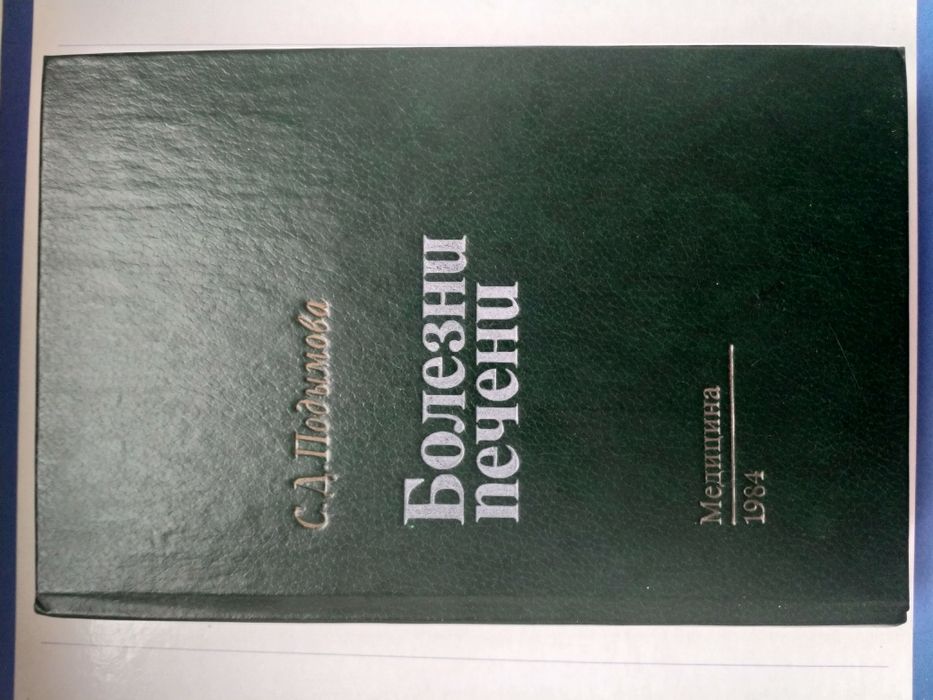 С.Д.Подымова
Болезни
печени
Медицина
1984